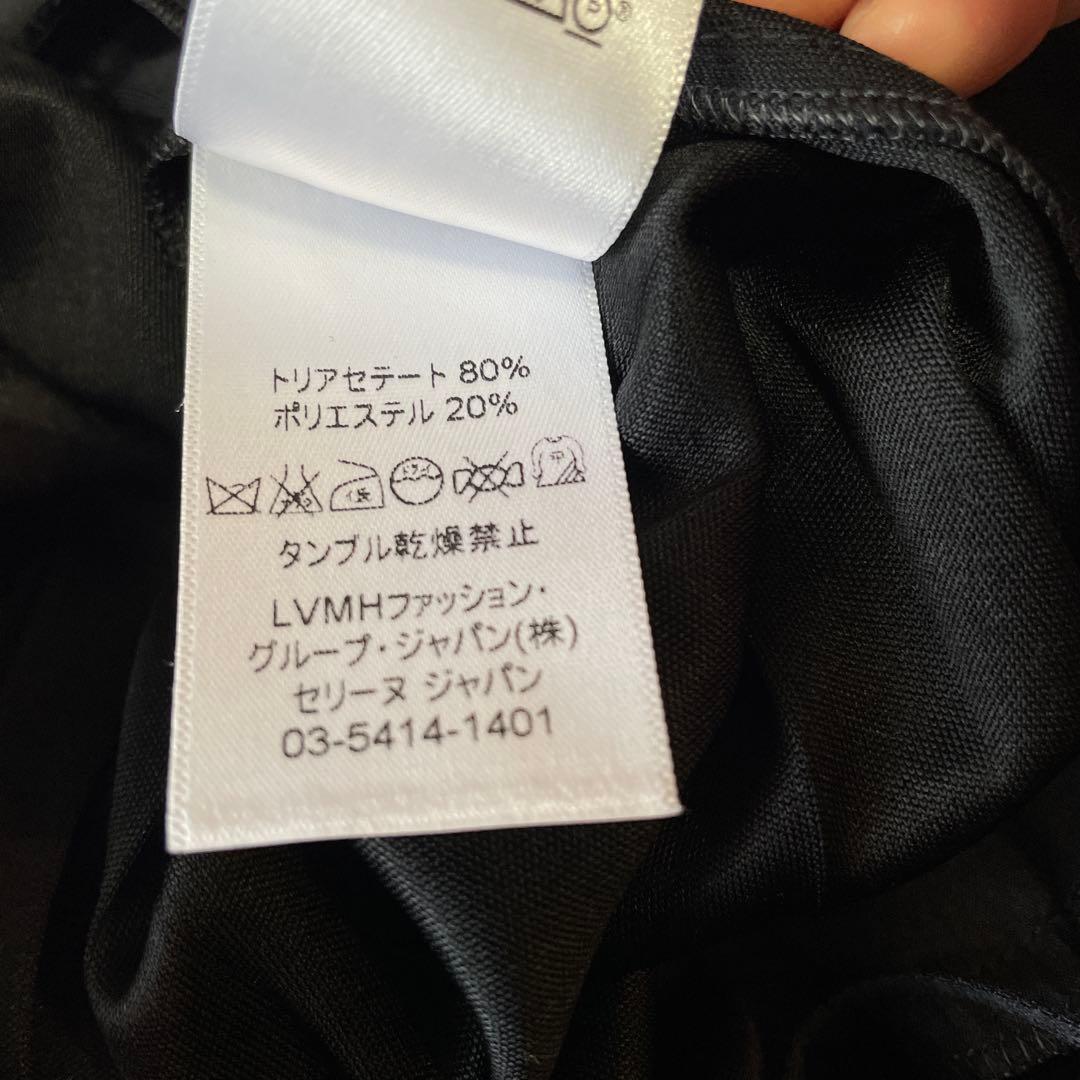 トリアセテート 80%
ポリエステル 20%
タンブル乾燥禁止
LVMHファッション・
グループ・ジャパン(株)
セリーヌ ジャパン
03-5414-1401